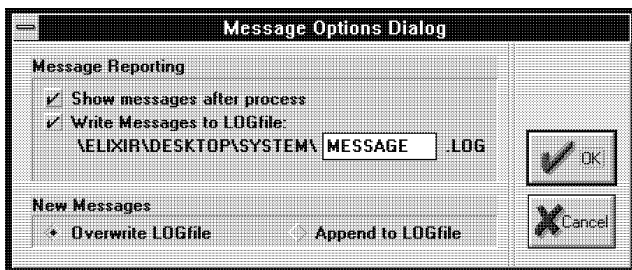 Message Options Dialog
Message Reporting
Show messages after process
Write Messages to LOGfile:
\ELIXIR\DESKTOP\SYSTEM\ MESSAGE .LOG
OK
New Messages
Overwrite LOGfile Append to LOGfile
Cancel